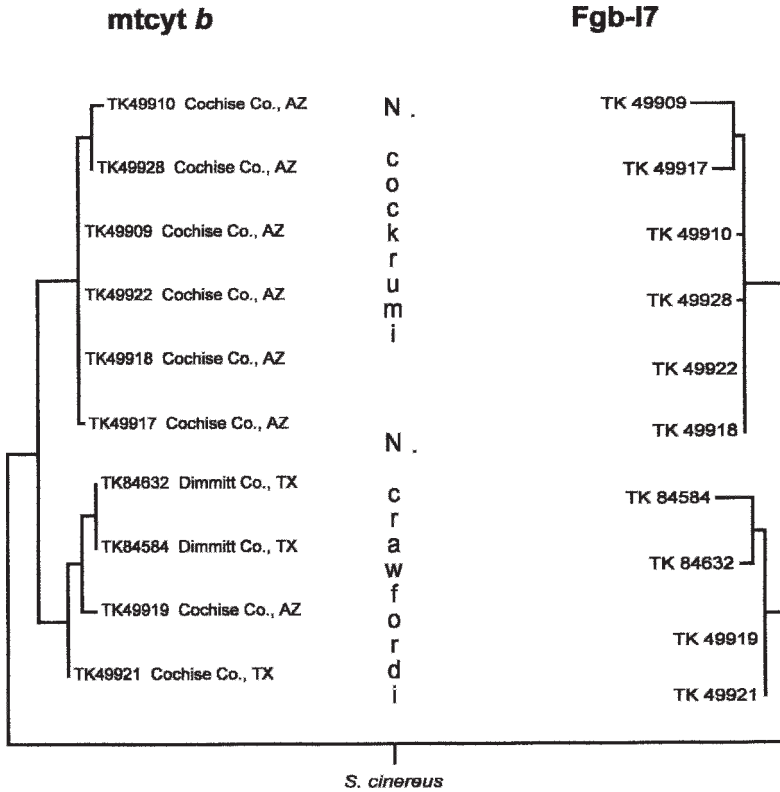 mtcyt b
Fgb-I7
TK49910 Cochise Co., AZ
TK49928 Cochise Co., AZ
TK49909 Cochise Co., AZ
TK49922 Cochise Co., AZ
TK49918 Cochise Co., AZ
TK49917 Cochise Co., AZ
TK84632 Dimmitt Co., TX
TK84584 Dimmitt Co., TX
TK49919 Cochise Co., AZ
TK49921 Cochise Co., TX
N. cockrumi
N. crawfordi
TK 49909
TK 49917
TK 49910
TK 49928
TK 49922
TK 49918
TK 84584
TK 84632
TK 49919
TK 49921
S. cinereus